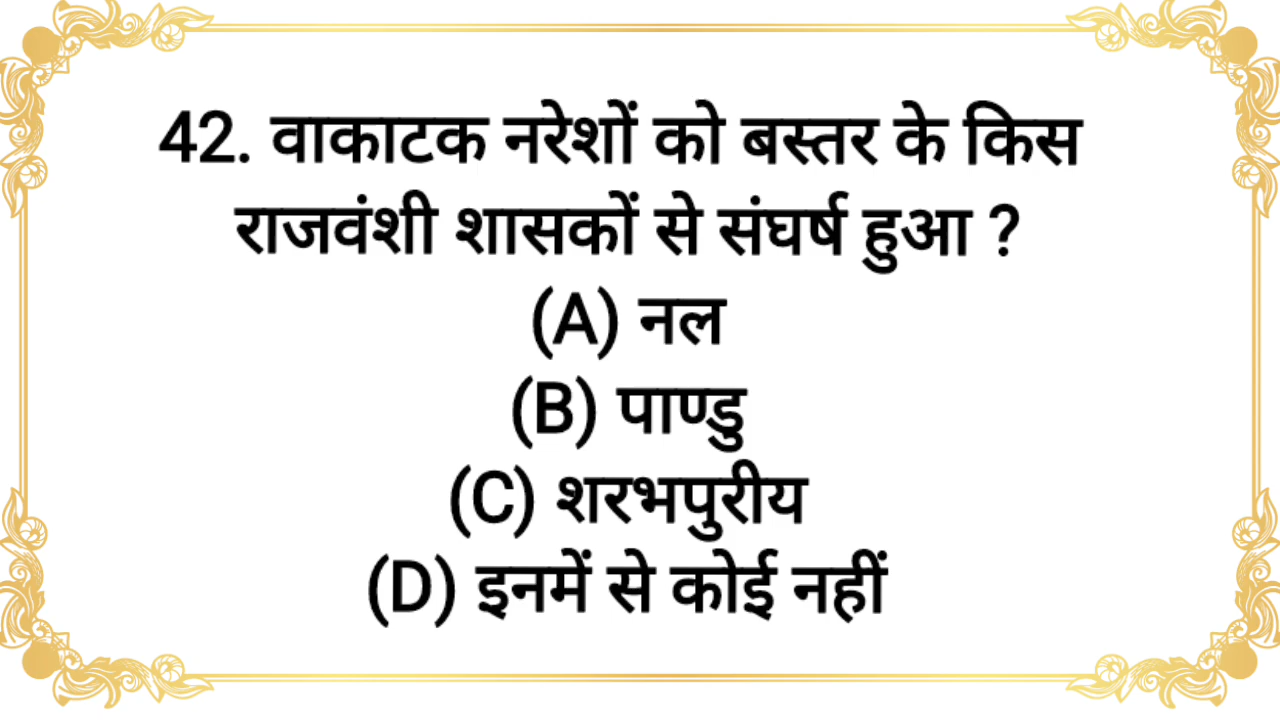 42. वाकाटक नरेशों को बस्तर के किस
राजवंशी शासकों से संघर्ष हुआ ?
(A) नल
(B) पाण्डु
(C) शरभपुरीय
(D) इनमें से कोई नहीं